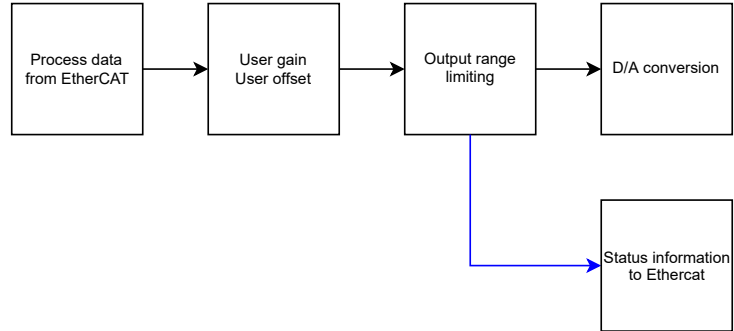 Process data
from EtherCAT
User gain
User offset
Output range
limiting
D/A conversion
Status information
to Ethercat